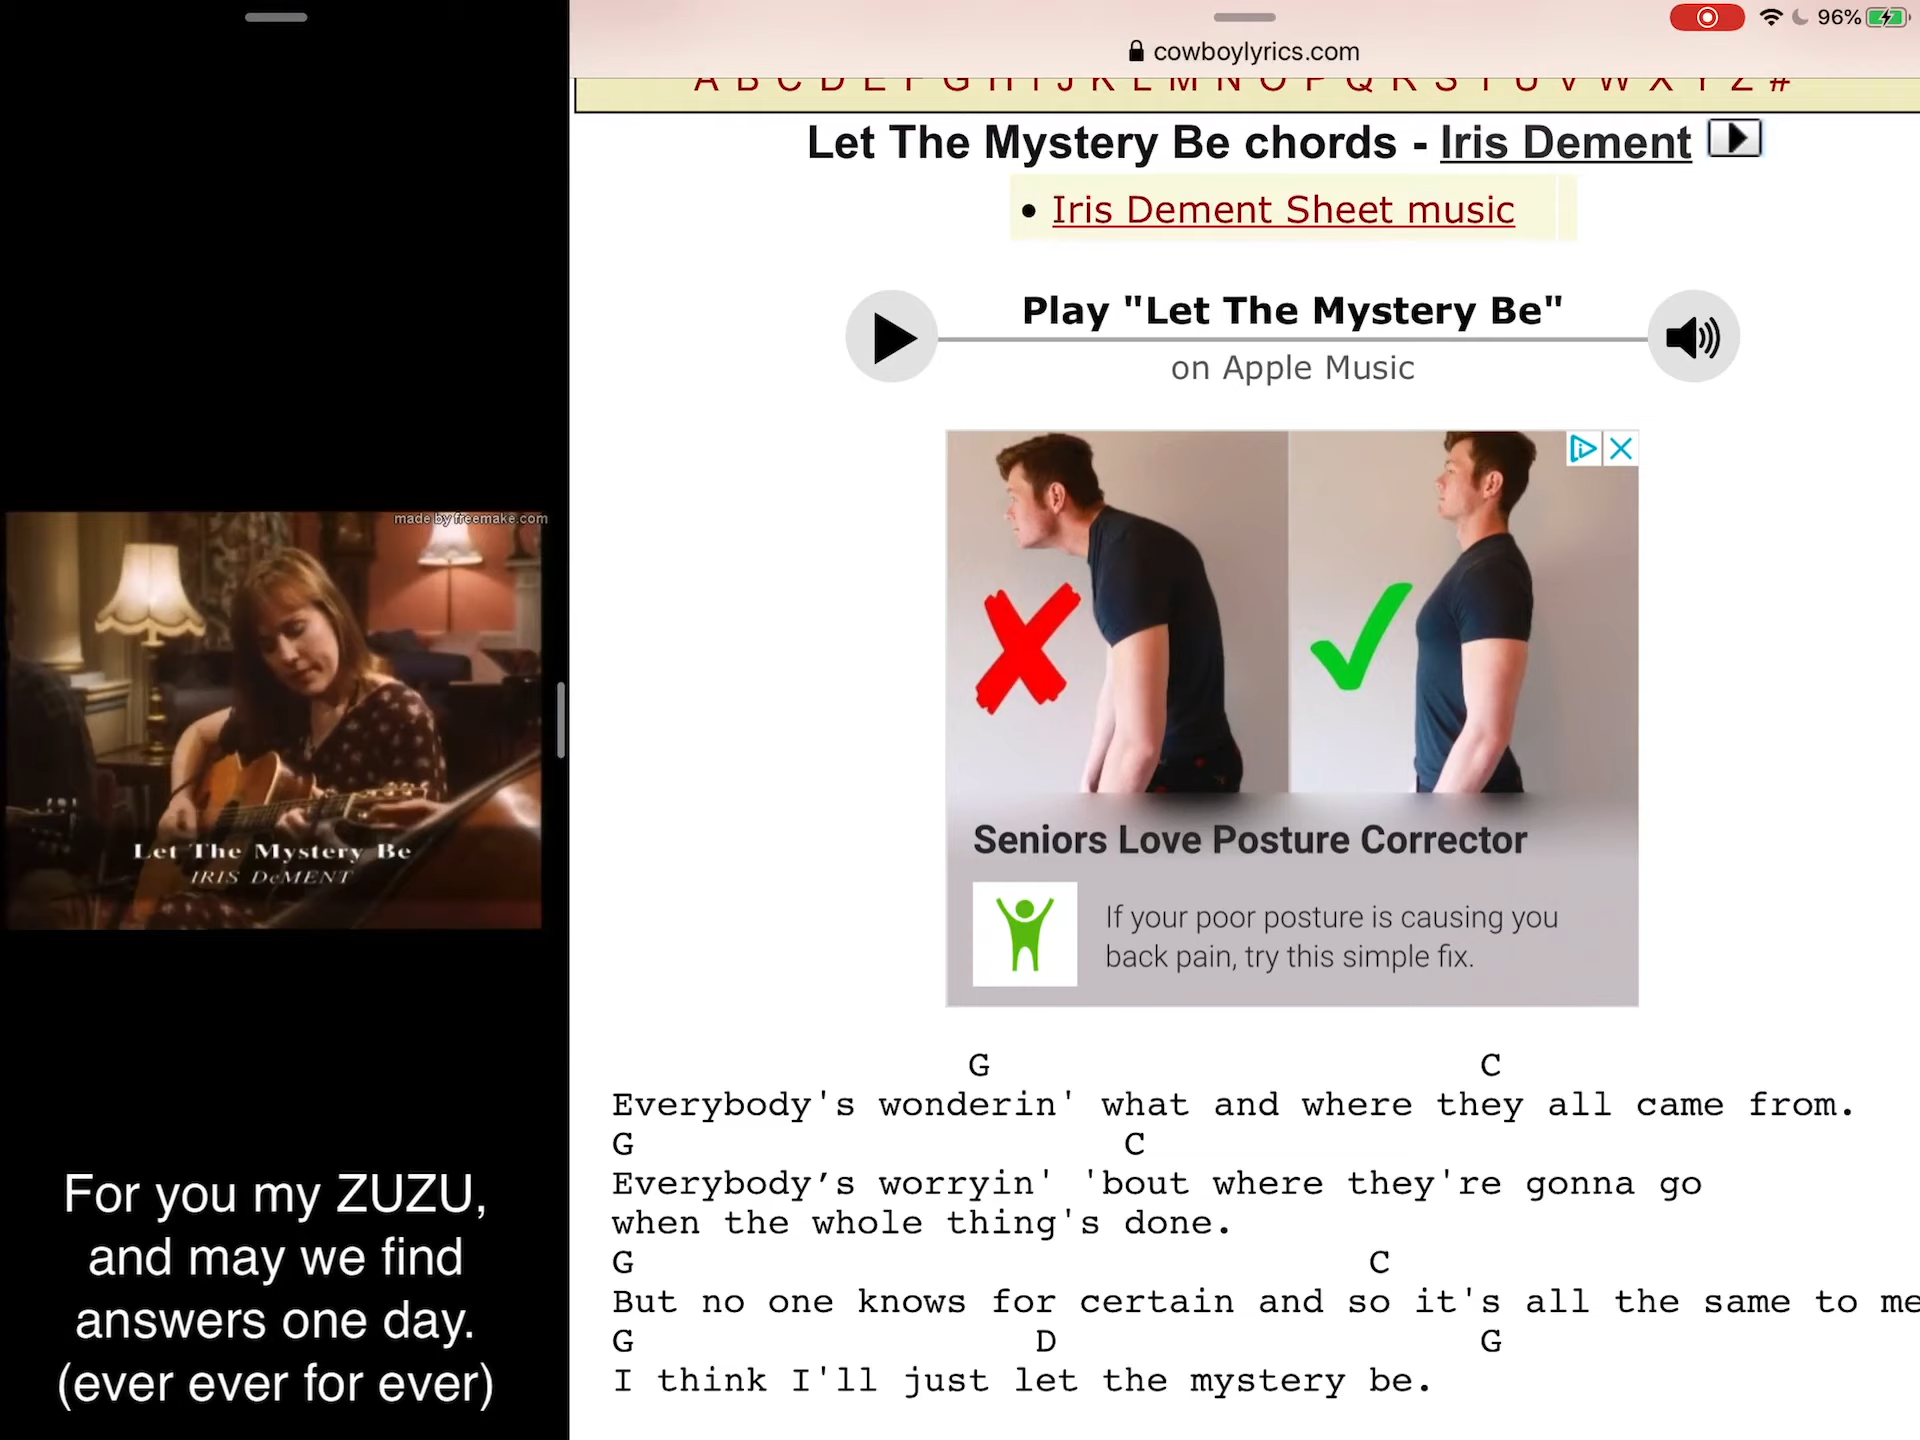 96%
cowboylyrics.com
A B C D E F G H I J K L M N O P Q R S T U V W X Y Z #
Let The Mystery Be chords - Iris Dement
• Iris Dement Sheet music
Play "Let The Mystery Be"
on Apple Music
Seniors Love Posture Corrector
If your poor posture is causing you
back pain, try this simple fix.
made by freemake.com
Let The Mystery Be
IRIS DeMENT
For you my ZUZU,
and may we find
answers one day.
(ever ever for ever)
G C
Everybody's wonderin' what and where they all came from.
G C
Everybody’s worryin' 'bout where they're gonna go
when the whole thing's done.
G C
But no one knows for certain and so it's all the same to me
G D G
I think I'll just let the mystery be.